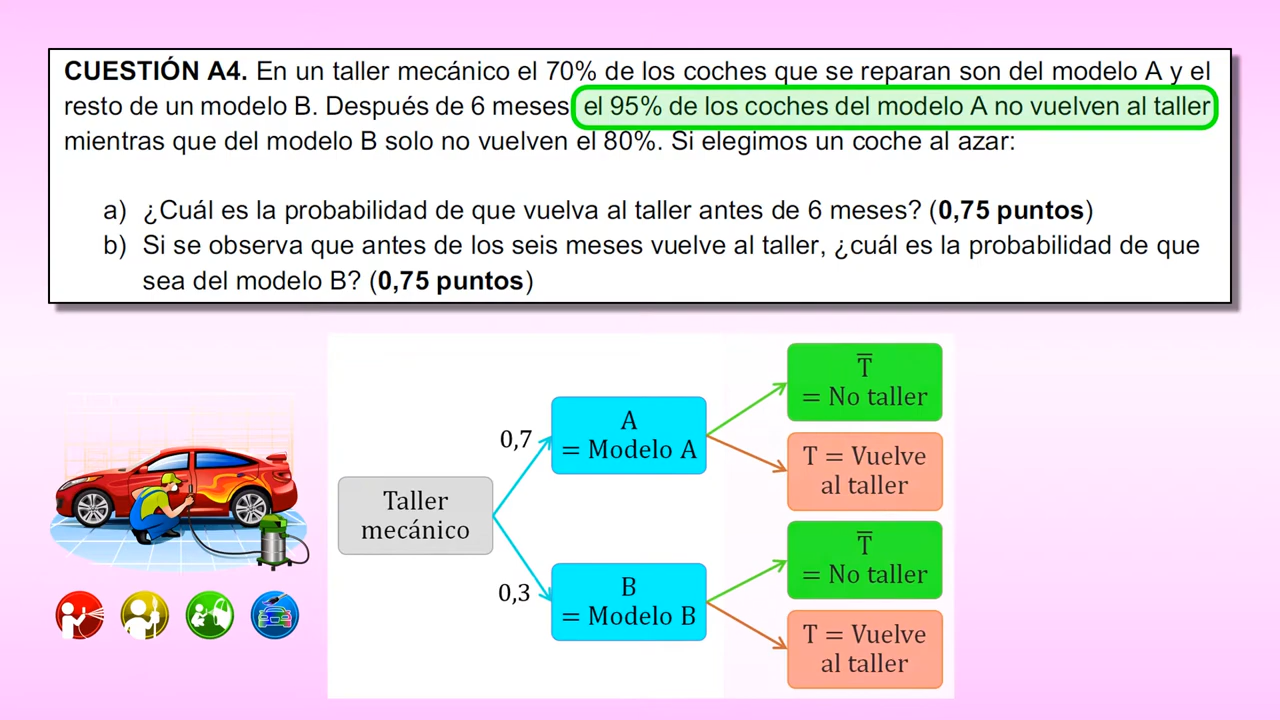 CUESTIÓN A4. En un taller mecánico el 70% de los coches que se reparan son del modelo A y el
resto de un modelo B. Después de 6 meses el 95% de los coches del modelo A no vuelven al taller
mientras que del modelo B solo no vuelven el 80%. Si elegimos un coche al azar:
a) ¿Cuál es la probabilidad de que vuelva al taller antes de 6 meses? (0,75 puntos)
b) Si se observa que antes de los seis meses vuelve al taller, ¿cuál es la probabilidad de que
sea del modelo B? (0,75 puntos)
Taller
mecánico
0,7
0,3
A
= Modelo A
B
= Modelo B
T̅
= No taller
T = Vuelve
al taller
T̅
= No taller
T = Vuelve
al taller